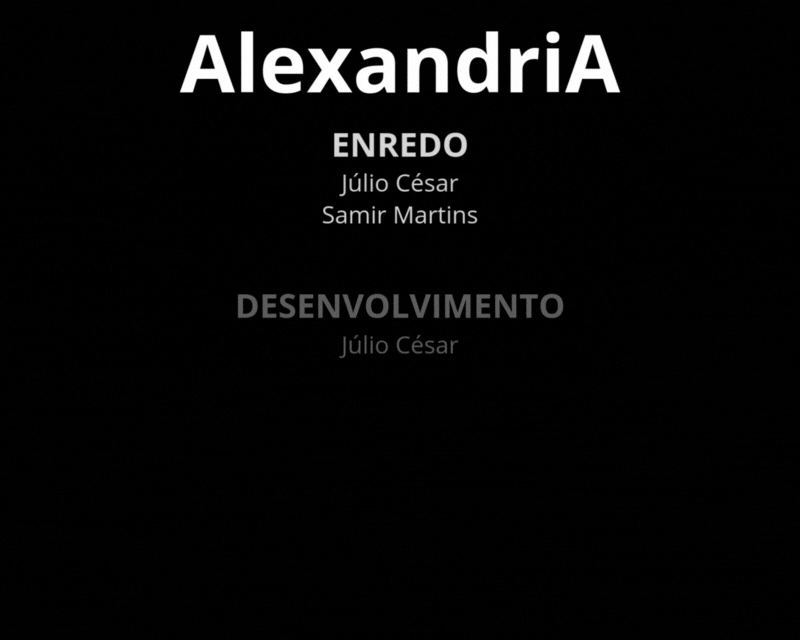 AlexandriA
ENREDO
Júlio César
Samir Martins
DESENVOLVIMENTO
Júlio César